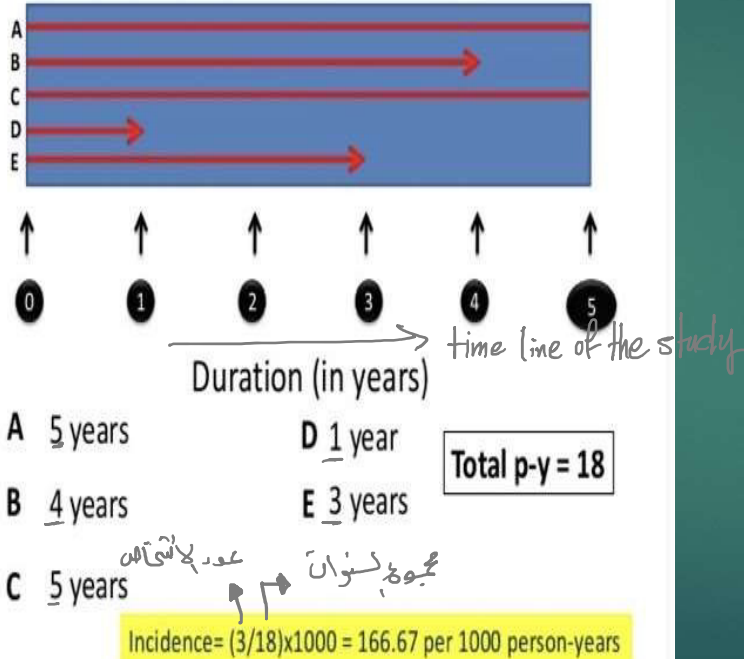 A
B
C
D
E
0 1 2 3 4 5
time line of the study
Duration (in years)
A 5 years
D 1 year
Total p-y = 18
B 4 years
E 3 years
عدد الأشخاص
مجموع السنوات
C 5 years
Incidence= (3/18)x1000 = 166.67 per 1000 person-years